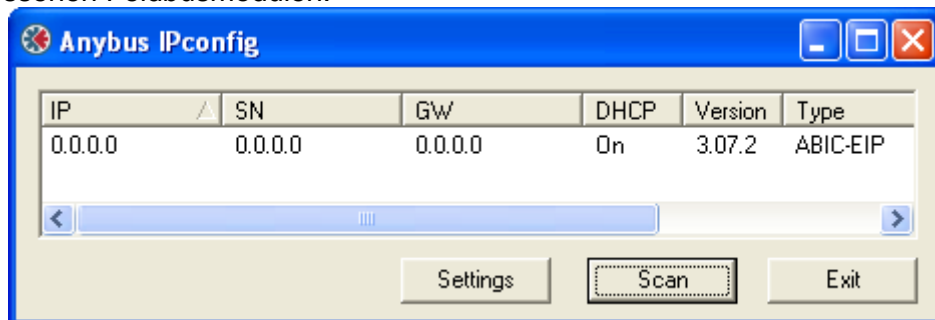 Anybus IPconfig
IP SN GW DHCP Version Type
0.0.0.0 0.0.0.0 0.0.0.0 On 3.07.2 ABIC-EIP
Settings Scan Exit